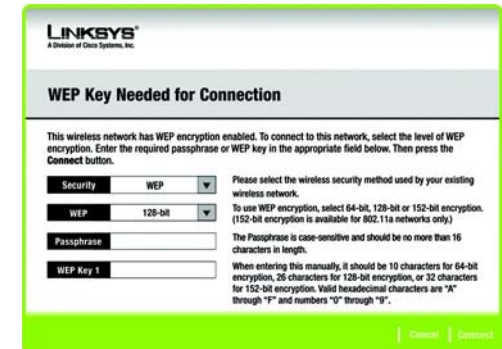 LINKSYS®
A Division of Cisco Systems, Inc.
WEP Key Needed for Connection
This wireless network has WEP encryption enabled. To connect to this network, select the level of WEP
encryption. Enter the required passphrase or WEP key in the appropriate field below. Then press the
Connect button.
Security WEP
Please select the wireless security method used by your existing
wireless network.
WEP 128-bit
To use WEP encryption, select 64-bit, 128-bit or 152-bit encryption.
(152-bit encryption is available for 802.11a networks only.)
Passphrase
The Passphrase is case-sensitive and should be no more than 16
characters in length.
WEP Key 1
When entering this manually, it should be 10 characters for 64-bit
encryption, 26 characters for 128-bit encryption, or 32 characters
for 152-bit encryption. Valid hexadecimal characters are "A"
through "F" and numbers "0" through "9".
Cancel
Connect